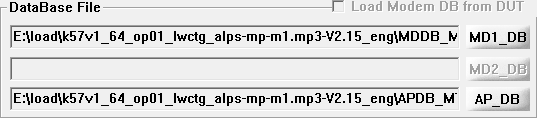 DataBase File
Load Modem DB from DUT
E:\load\k57v1_64_op01_lwctg_alps-mp-m1.mp3-V2.15_eng\MDDB_M
MD1_DB
MD2_DB
E:\load\k57v1_64_op01_lwctg_alps-mp-m1.mp3-V2.15_eng\APDB_MT
AP_DB